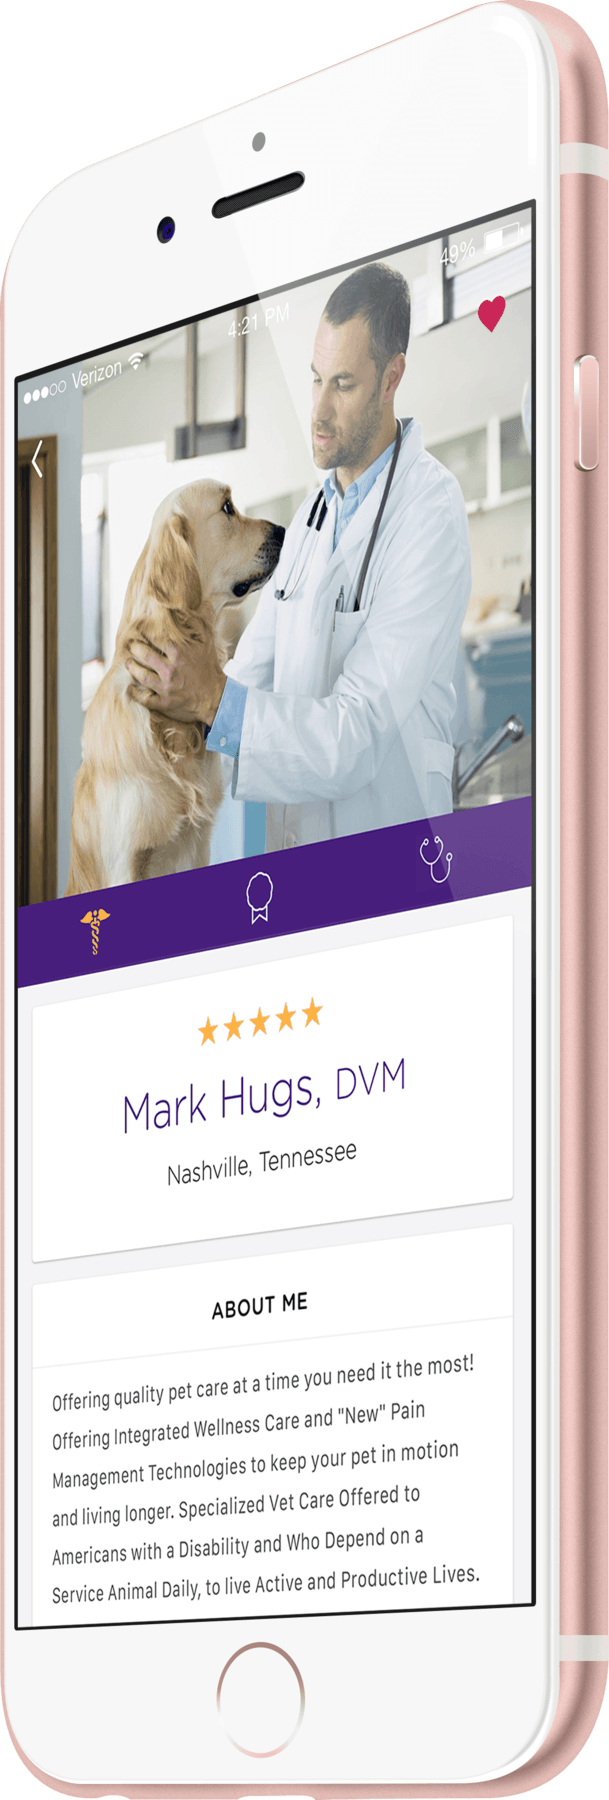 Verizon 4:21 PM 49%
Mark Hugs, DVM
Nashville, Tennessee
ABOUT ME
Offering quality pet care at a time you need it the most!
Offering Integrated Wellness Care and "New" Pain
Management Technologies to keep your pet in motion
and living longer. Specialized Vet Care Offered to
Americans with a Disability and Who Depend on a
Service Animal Daily, to live Active and Productive Lives.